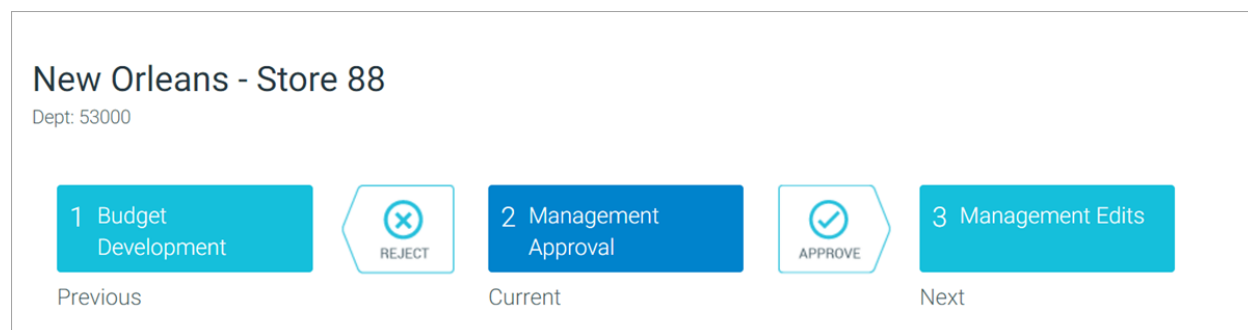 New Orleans - Store 88
Dept: 53000
1 Budget
Development
REJECT
2 Management
Approval
APPROVE
3 Management Edits
Previous
Current
Next